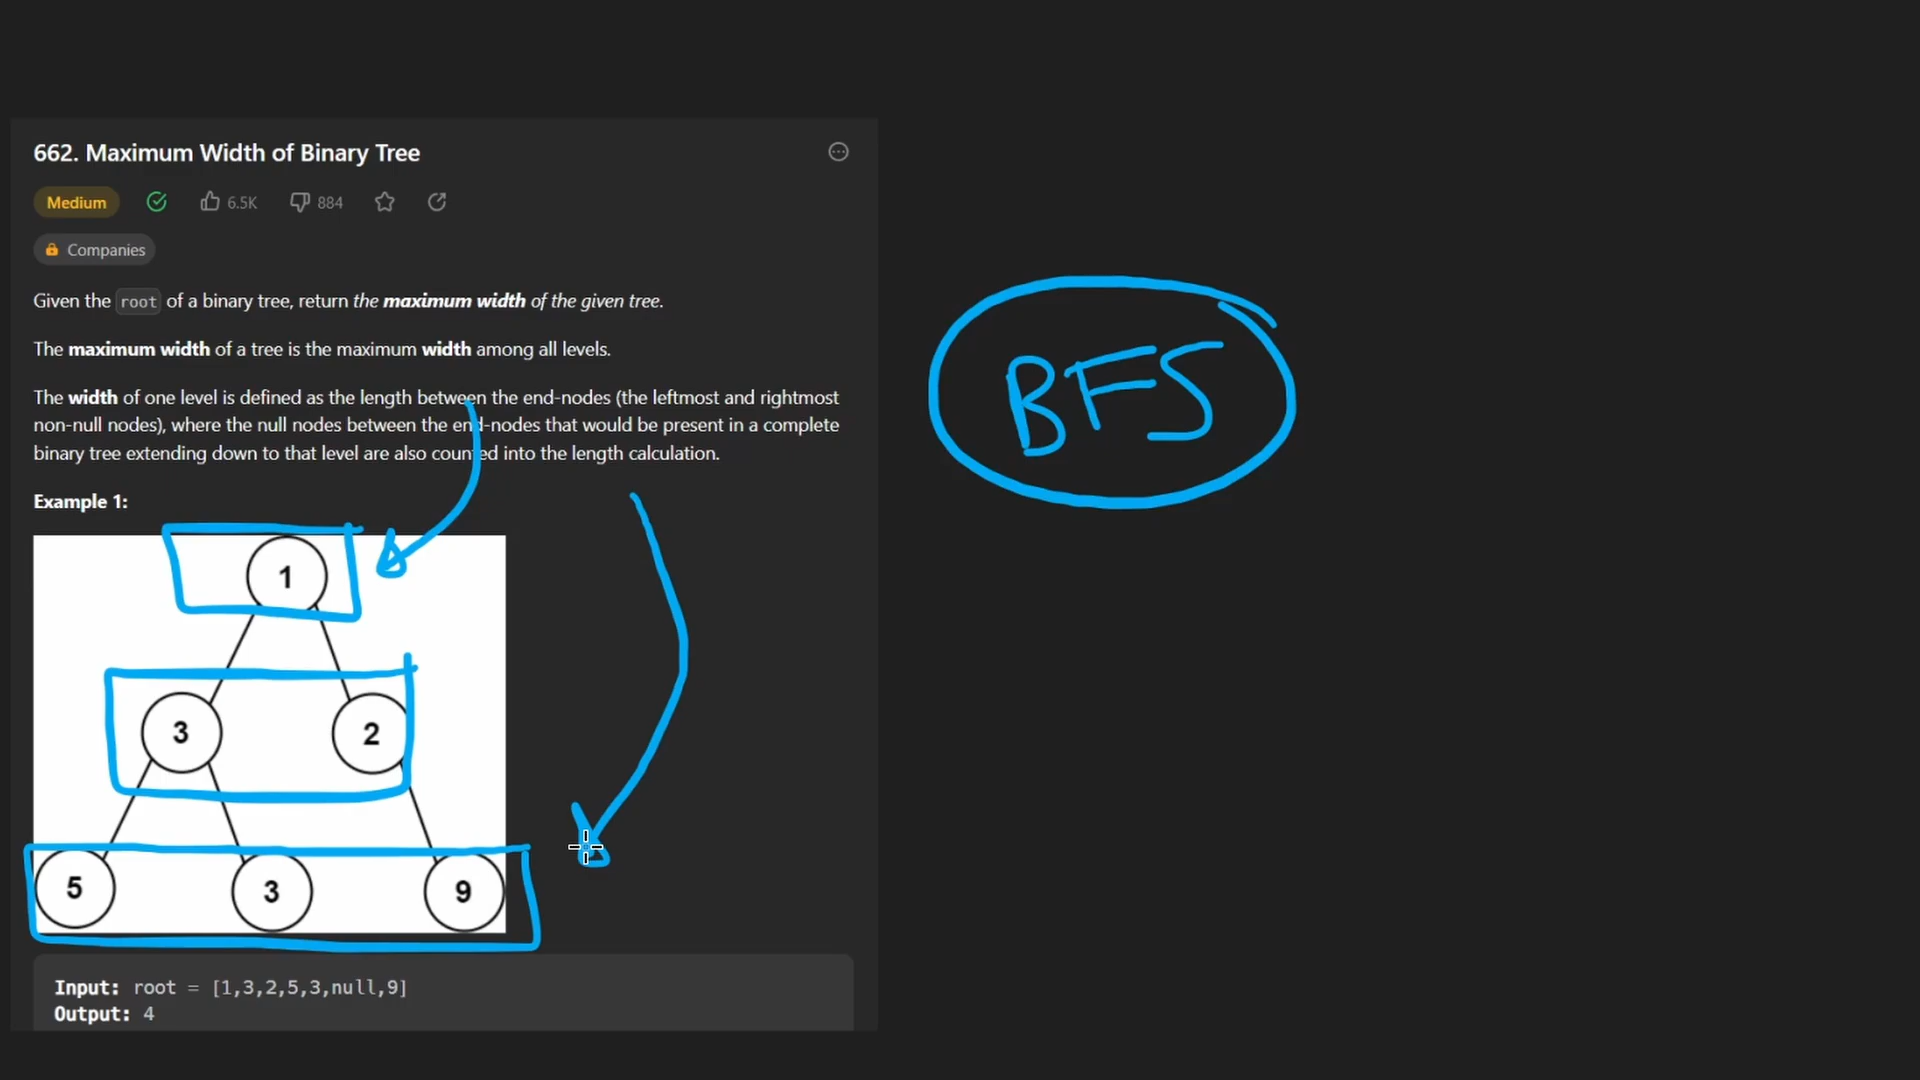 662. Maximum Width of Binary Tree
Medium 6.5K 884
Companies
Given the root of a binary tree, return the maximum width of the given tree.
The maximum width of a tree is the maximum width among all levels.
The width of one level is defined as the length between the end-nodes (the leftmost and rightmost
non-null nodes), where the null nodes between the end-nodes that would be present in a complete
binary tree extending down to that level are also counted into the length calculation.
Example 1:
1
3 2
5 3 9
Input: root = [1,3,2,5,3,null,9]
Output: 4
BFS